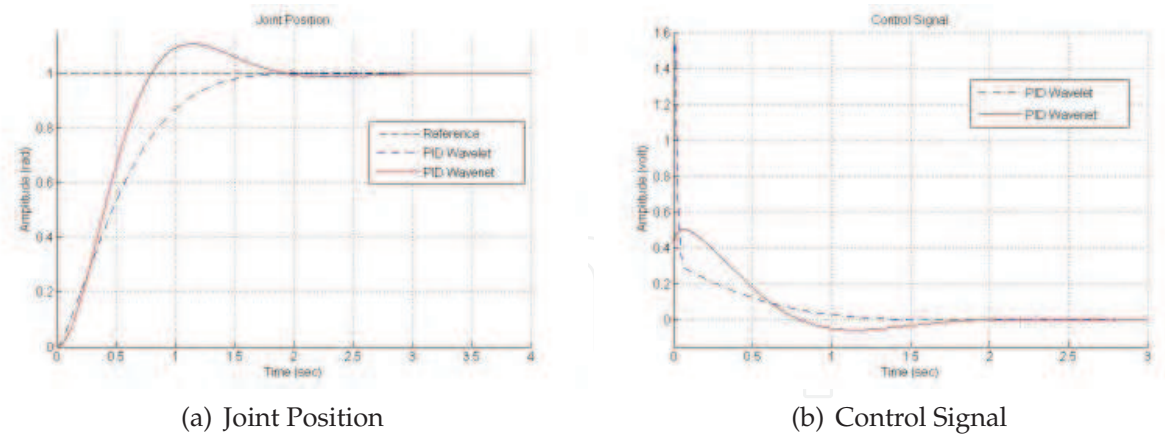 Joint Position
Amplitude (rad)
1
0.8
0.6
0.4
0.2
0
Reference
PID Wavelet
PID Wavenet
0
0.5
1
1.5
2
2.5
3
3.5
4
Time (sec)
(a) Joint Position
Control Signal
Amplitude (volt)
1.6
1.4
1.2
1
0.8
0.6
0.4
0.2
0
PID Wavelet
PID Wavenet
0
0.5
1
1.5
2
2.5
3
Time (sec)
(b) Control Signal